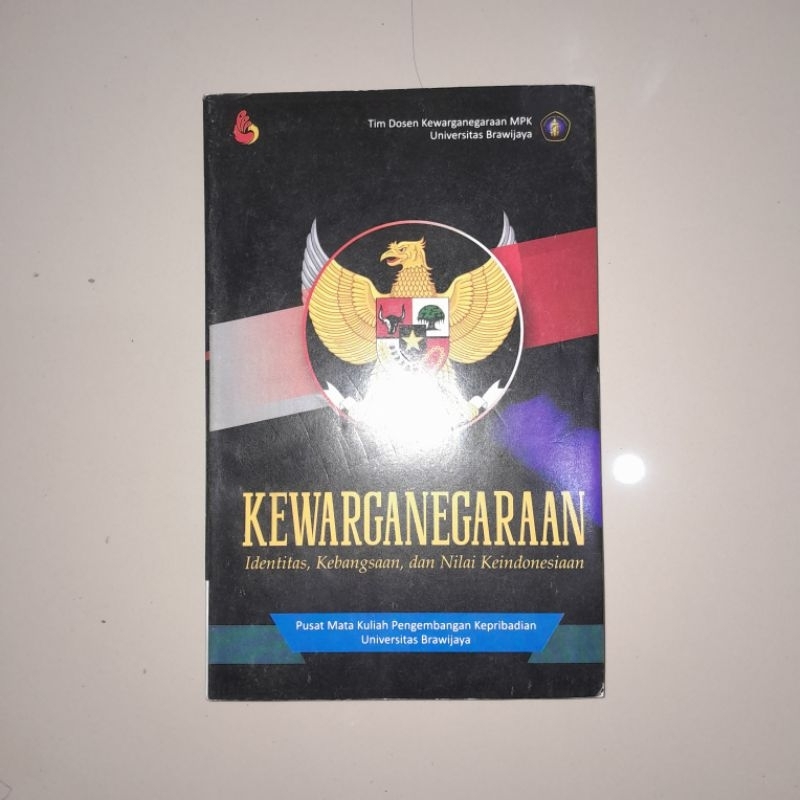 Tim Dosen Kewarganegaraan MPK
Universitas Brawijaya
KEWARGANEGARAAN
Identitas, Kebangsaan, dan Nilai Keindonesiaan
Pusat Mata Kuliah Pengembangan Kepribadian
Universitas Brawijaya